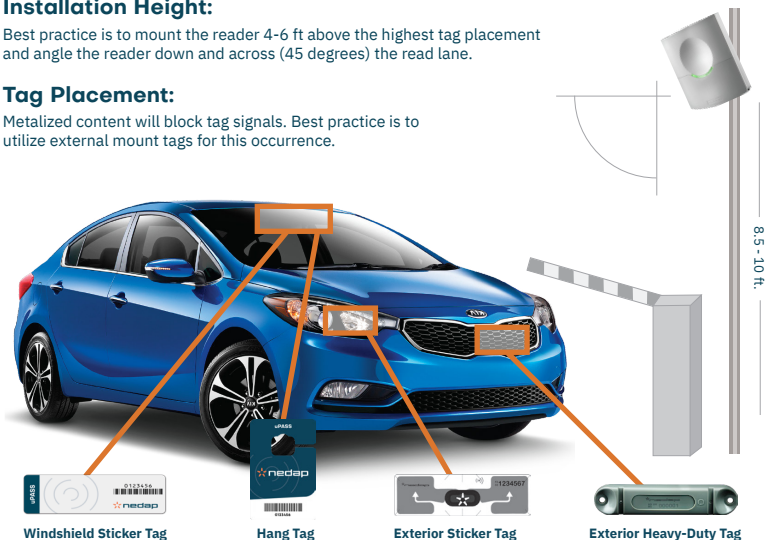 Installation Height:
Best practice is to mount the reader 4-6 ft above the highest tag placement
and angle the reader down and across (45 degrees) the read lane.
Tag Placement:
Metalized content will block tag signals. Best practice is to
utilize external mount tags for this occurrence.
8.5 - 10 ft.
KIA
uPASS
0123456
nedap
Windshield Sticker Tag
uPASS
nedap
0123456
Hang Tag
1234567
Exterior Sticker Tag
Exterior Heavy-Duty Tag